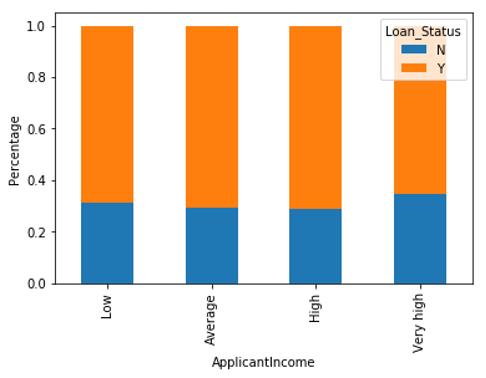 Loan_Status
N
Y
1.0
0.8
0.6
0.4
0.2
0.0
Percentage
Low
Average
High
Very high
ApplicantIncome